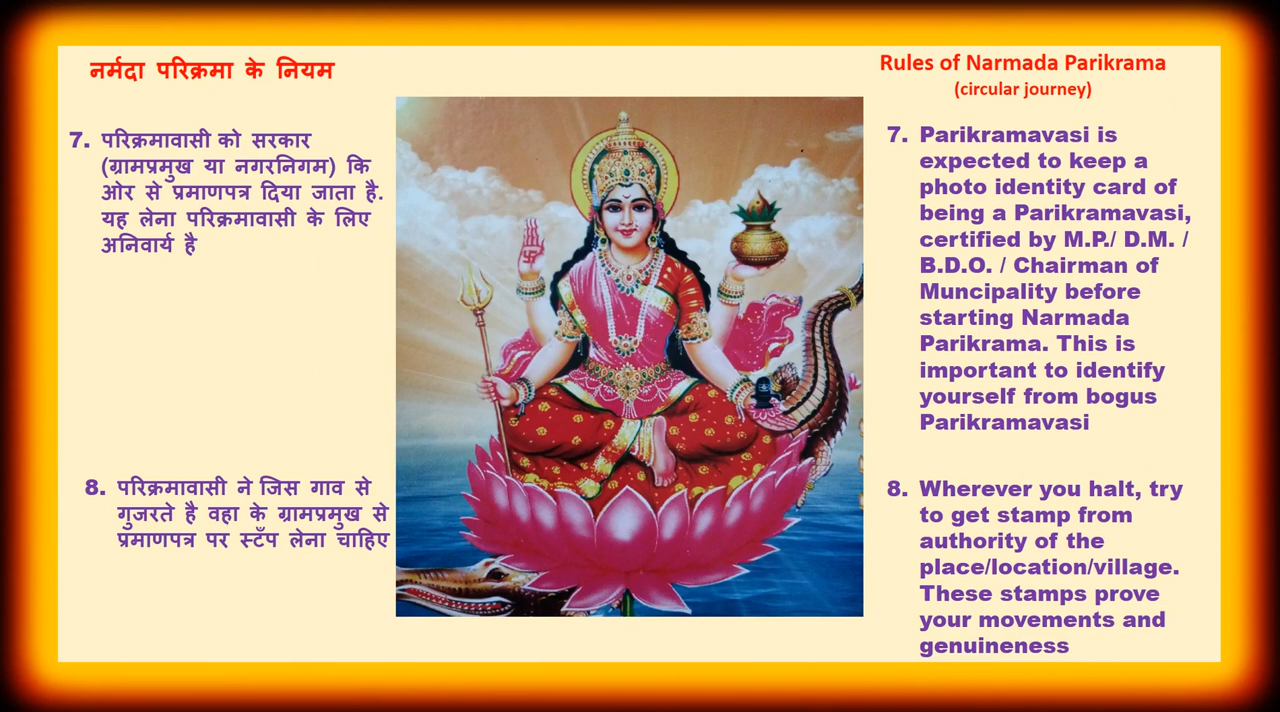 नर्मदा परिक्रमा के नियम
7. परिक्रमावासी को सरकार
(ग्रामप्रमुख या नगरनिगम) कि
ओर से प्रमाणपत्र दिया जाता है.
यह लेना परिक्रमावासी के लिए
अनिवार्य है
8. परिक्रमावासी ने जिस गाव से
गुजरते है वहा के ग्रामप्रमुख से
प्रमाणपत्र पर स्टँप लेना चाहिए
Rules of Narmada Parikrama
(circular journey)
7. Parikramavasi is
expected to keep a
photo identity card of
being a Parikramavasi,
certified by M.P./ D.M. /
B.D.O. / Chairman of
Muncipality before
starting Narmada
Parikrama. This is
important to identify
yourself from bogus
Parikramavasi
8. Wherever you halt, try
to get stamp from
authority of the
place/location/village.
These stamps prove
your movements and
genuineness